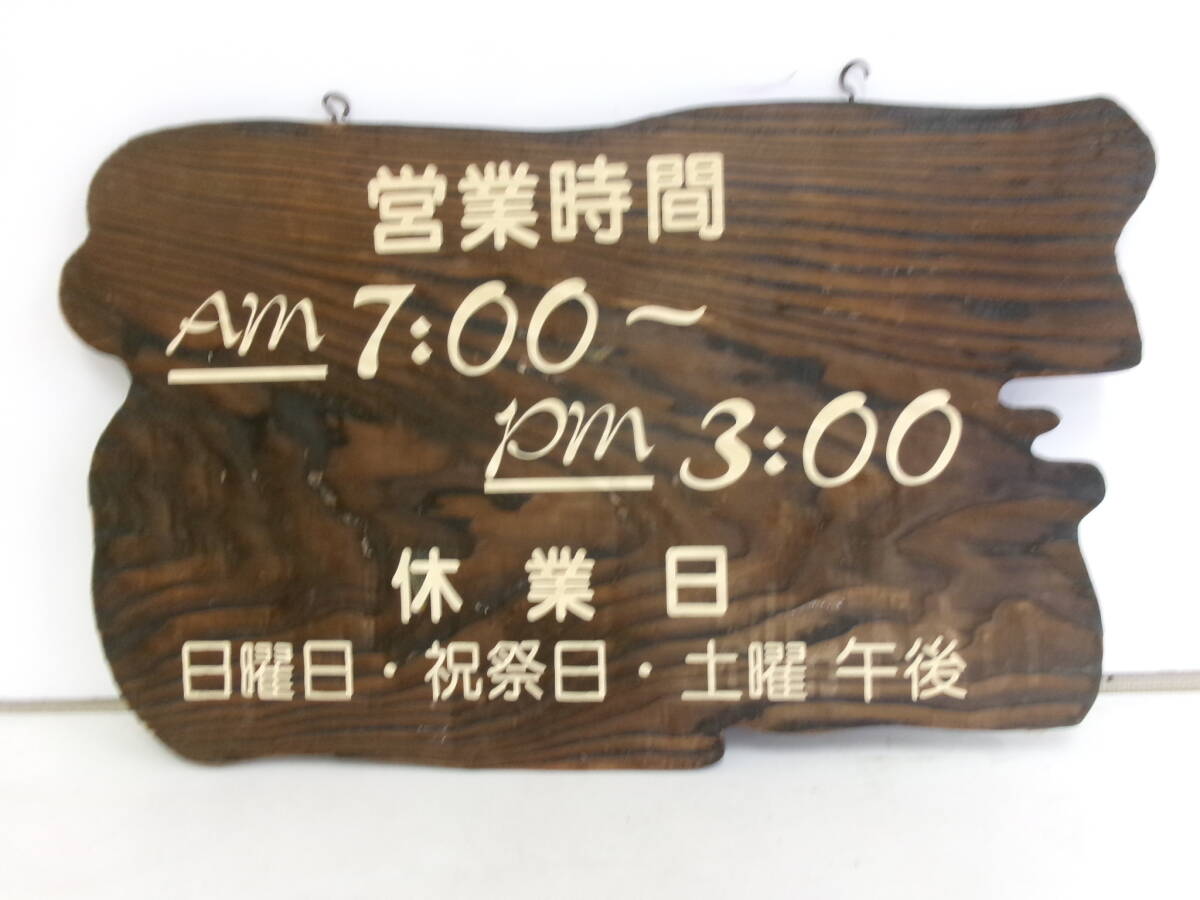 営業時間
Am 7:00~
pm 3:00
休業日
日曜日・祝祭日・土曜 午後